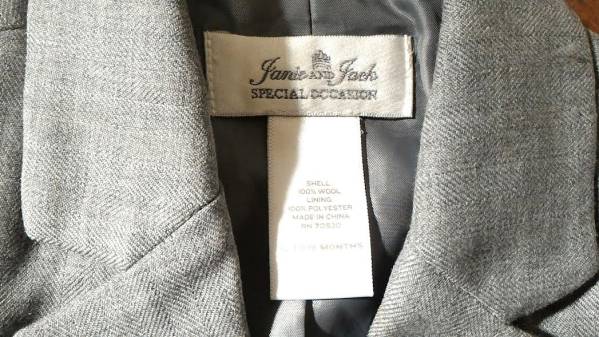 Janie AND Jack
SPECIAL OCCASION
SHELL:
100% WOOL
LINING:
100% POLYESTER
MADE IN CHINA
RN 70530
MONTHS